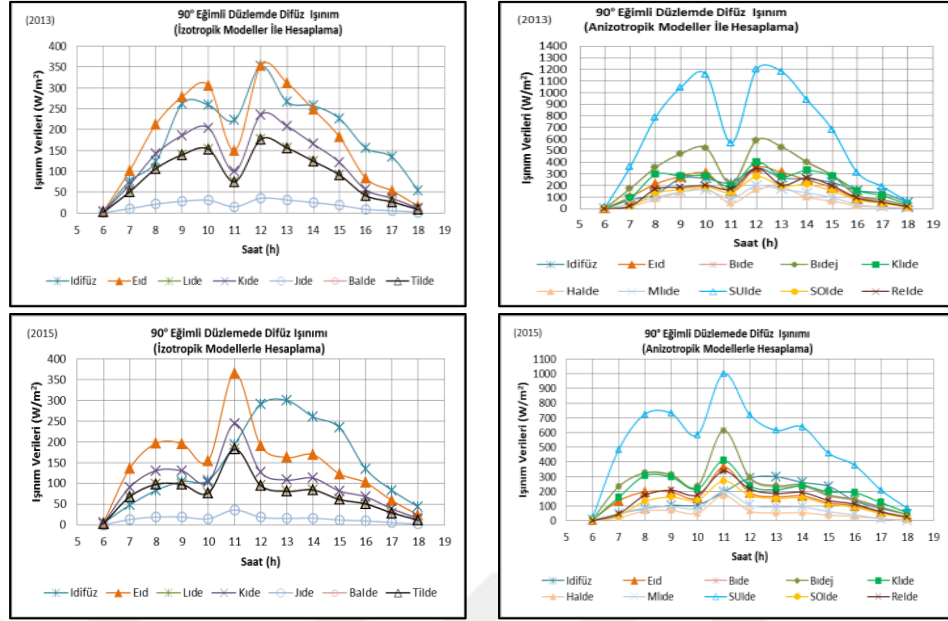 (2013)
90° Eğimli Düzlemde Difüz Işınım
(İzotropik Modeller İle Hesaplama)
Işınım Verileri (W/m²)
400
350
300
250
200
150
100
50
0
5 6 7 8 9 10 11 12 13 14 15 16 17 18 19
Saat (h)
Idifüz Eıd Lıde Kıde Jıde Balde Tilde
(2013)
90° Eğimli Düzlemde Difüz Işınım
(Anizotropik Modeller İle Hesaplama)
Işınım Verileri (W/m²)
1400
1300
1200
1100
1000
900
800
700
600
500
400
300
200
100
0
5 6 7 8 9 10 11 12 13 14 15 16 17 18 19
Saat (h)
Idifüz Eıd Bıde Bıdej Klıde
Halde Mlıde SUIde SOIde Relde
(2015)
90° Eğimli Düzlemede Difüz Işınımı
(İzotropik Modellerle Hesaplama)
Işınım Verileri (W/m²)
400
350
300
250
200
150
100
50
0
5 6 7 8 9 10 11 12 13 14 15 16 17 18 19
Saat (h)
Idifüz Eıd Lıde Kıde Jıde Balde Tilde
(2015)
90° Eğimli Düzlemede Difüz Işınımı
(Anizotropik Modellerle Hesaplama)
Işınım Verileri (W/m²)
1100
1000
900
800
700
600
500
400
300
200
100
0
5 6 7 8 9 10 11 12 13 14 15 16 17 18 19
Saat (h)
Idifüz Eıd Bıde Bıdej Klıde
Halde Mlıde SUIde SOIde Relde